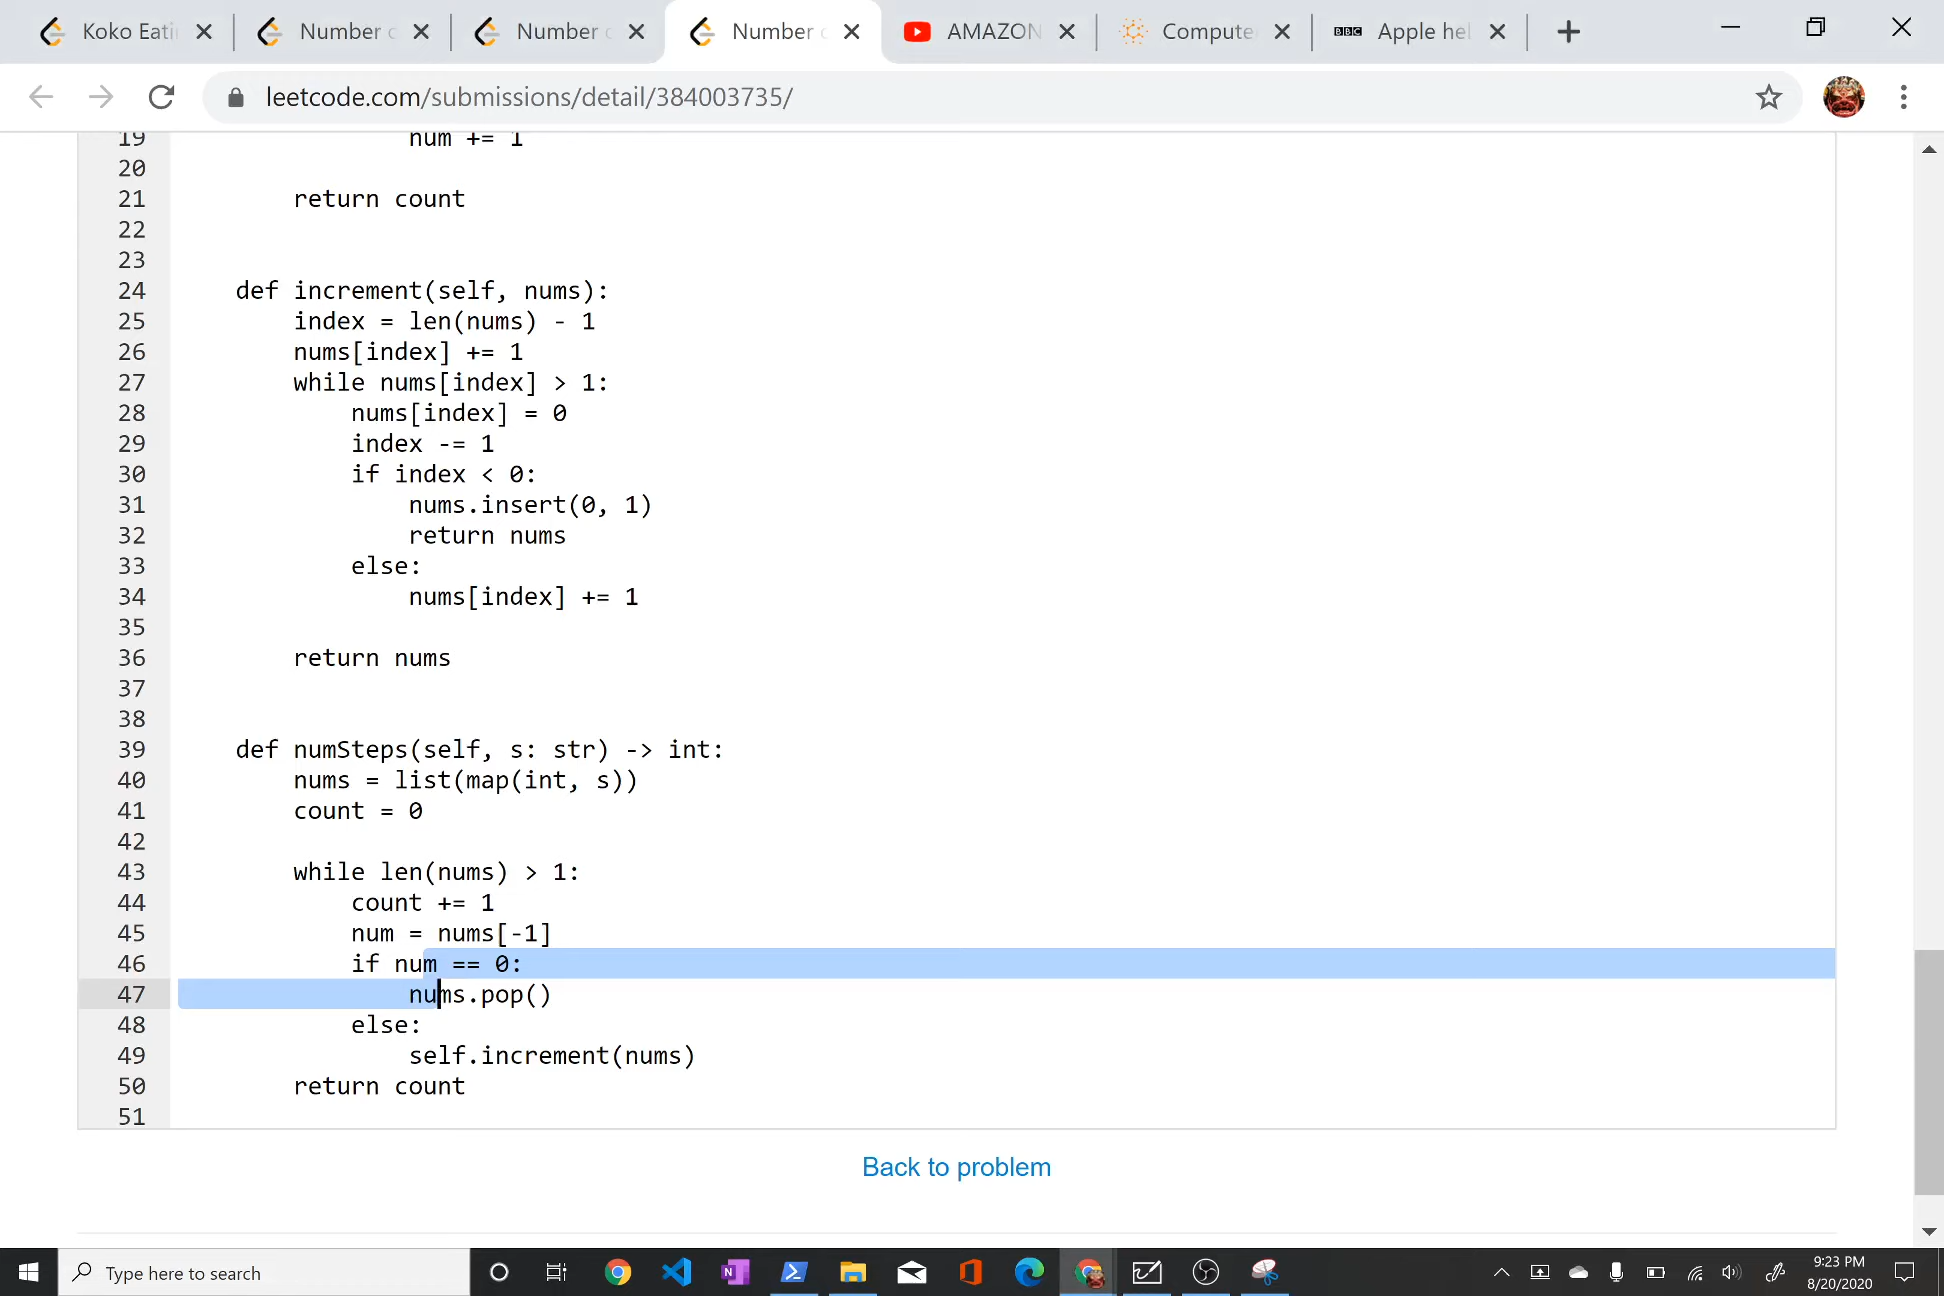 Koko Eati
Number c
Number c
Number c
AMAZON
Compute
BBC Apple hel
leetcode.com/submissions/detail/384003735/
19 num += 1
20
21 return count
22
23
24 def increment(self, nums):
25 index = len(nums) - 1
26 nums[index] += 1
27 while nums[index] > 1:
28 nums[index] = 0
29 index -= 1
30 if index < 0:
31 nums.insert(0, 1)
32 return nums
33 else:
34 nums[index] += 1
35
36 return nums
37
38
39 def numSteps(self, s: str) -> int:
40 nums = list(map(int, s))
41 count = 0
42
43 while len(nums) > 1:
44 count += 1
45 num = nums[-1]
46 if num == 0:
47 nums.pop()
48 else:
49 self.increment(nums)
50 return count
51
Back to problem
Type here to search
9:23 PM
8/20/2020